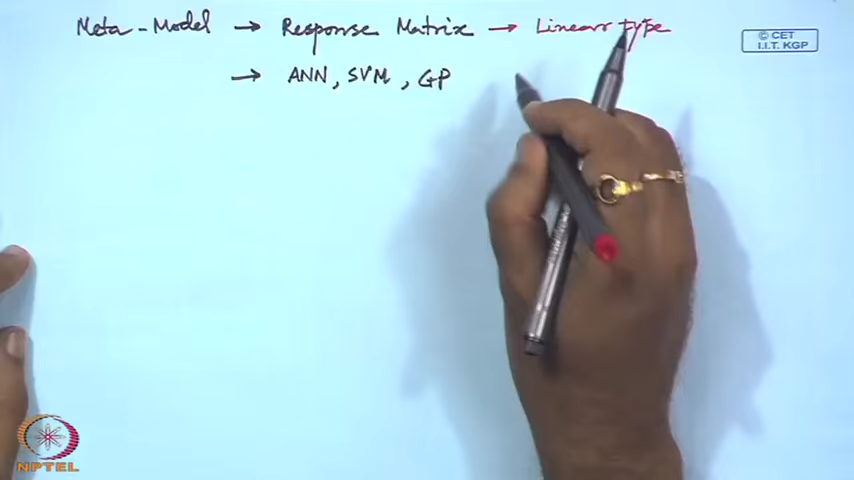 Meta-Model → Response Matrix → Linear type
→ ANN, SVM, GP
© CET
I.I.T. KGP
NPTEL